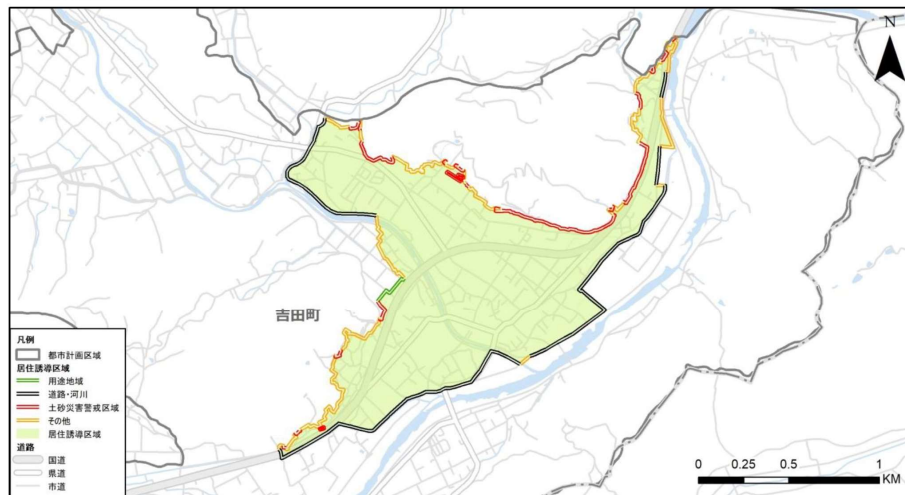 N
吉田町
凡例
都市計画区域
居住誘導区域
用途地域
道路・河川
土砂災害警戒区域
その他
居住誘導区域
道路
国道
県道
市道
0 0.25 0.5 1
KM